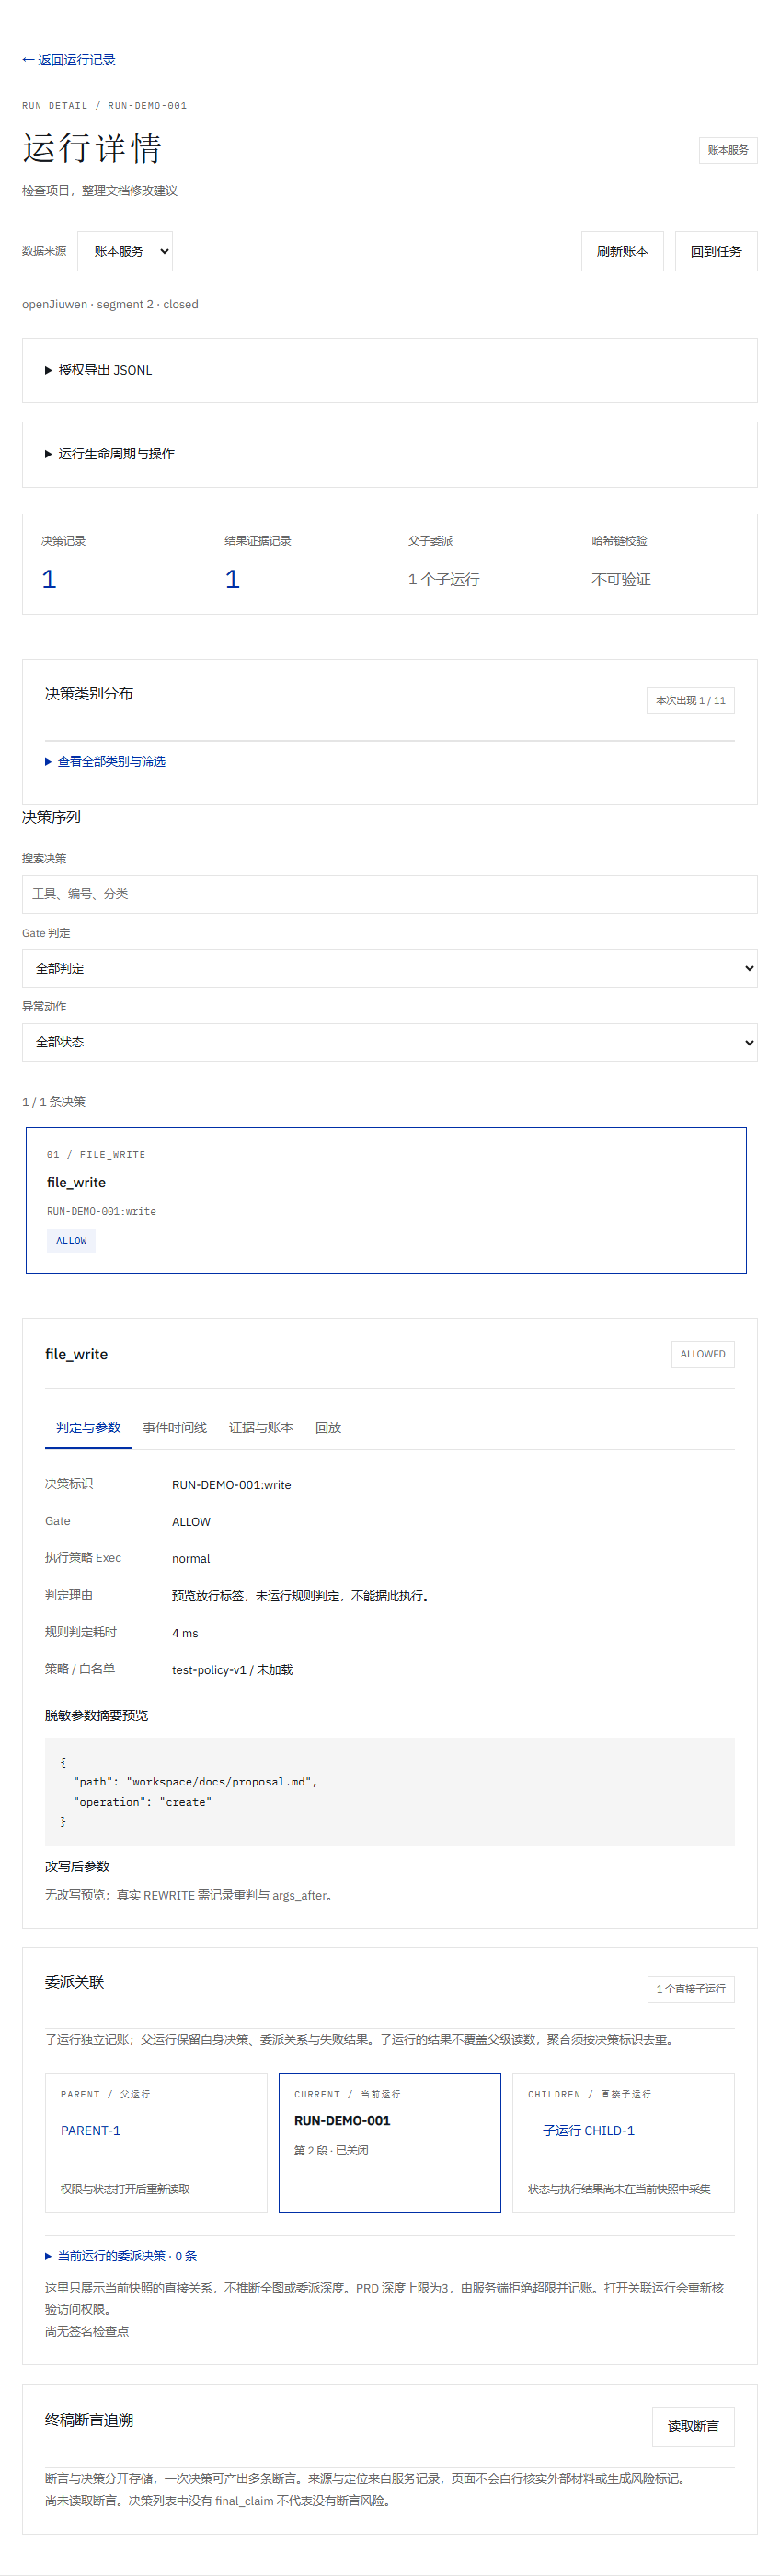 ← 返回运行记录
RUN DETAIL / RUN-DEMO-001
运行详情
账本服务
检查项目，整理文档修改建议
数据来源
账本服务
刷新账本
回到任务
openJiuwen · segment 2 · closed
▶ 授权导出 JSONL
▶ 运行生命周期与操作
决策记录
1
结果证据记录
1
父子委派
1 个子运行
哈希链校验
不可验证
决策类别分布
本次出现 1 / 11
▶ 查看全部类别与筛选
决策序列
搜索决策
工具、编号、分类
Gate 判定
全部判定
异常动作
全部状态
1 / 1 条决策
01 / FILE_WRITE
file_write
RUN-DEMO-001:write
ALLOW
file_write
ALLOWED
判定与参数
事件时间线
证据与账本
回放
决策标识
RUN-DEMO-001:write
Gate
ALLOW
执行策略 Exec
normal
判定理由
预览放行标签，未运行规则判定，不能据此执行。
规则判定耗时
4 ms
策略 / 白名单
test-policy-v1 / 未加载
脱敏参数摘要预览
{
"path": "workspace/docs/proposal.md",
"operation": "create"
}
改写后参数
无改写预览；真实 REWRITE 需记录重判与 args_after。
委派关联
1 个直接子运行
子运行独立记账；父运行保留自身决策、委派关系与失败结果。子运行的结果不覆盖父级读数，聚合须按决策标识去重。
PARENT / 父运行
PARENT-1
权限与状态打开后重新读取
CURRENT / 当前运行
RUN-DEMO-001
第 2 段 · 已关闭
CHILDREN / 直接子运行
子运行 CHILD-1
状态与执行结果尚未在当前快照中采集
▶ 当前运行的委派决策 · 0 条
这里只展示当前快照的直接关系，不推断全图或委派深度。PRD 深度上限为3，由服务端拒绝超限并记账。打开关联运行会重新核
验访问权限。
尚无签名检查点
终稿断言追溯
读取断言
断言与决策分开存储，一次决策可产出多条断言。来源与定位来自服务记录，页面不会自行核实外部材料或生成风险标记。
尚未读取断言。决策列表中没有 final_claim 不代表没有断言风险。